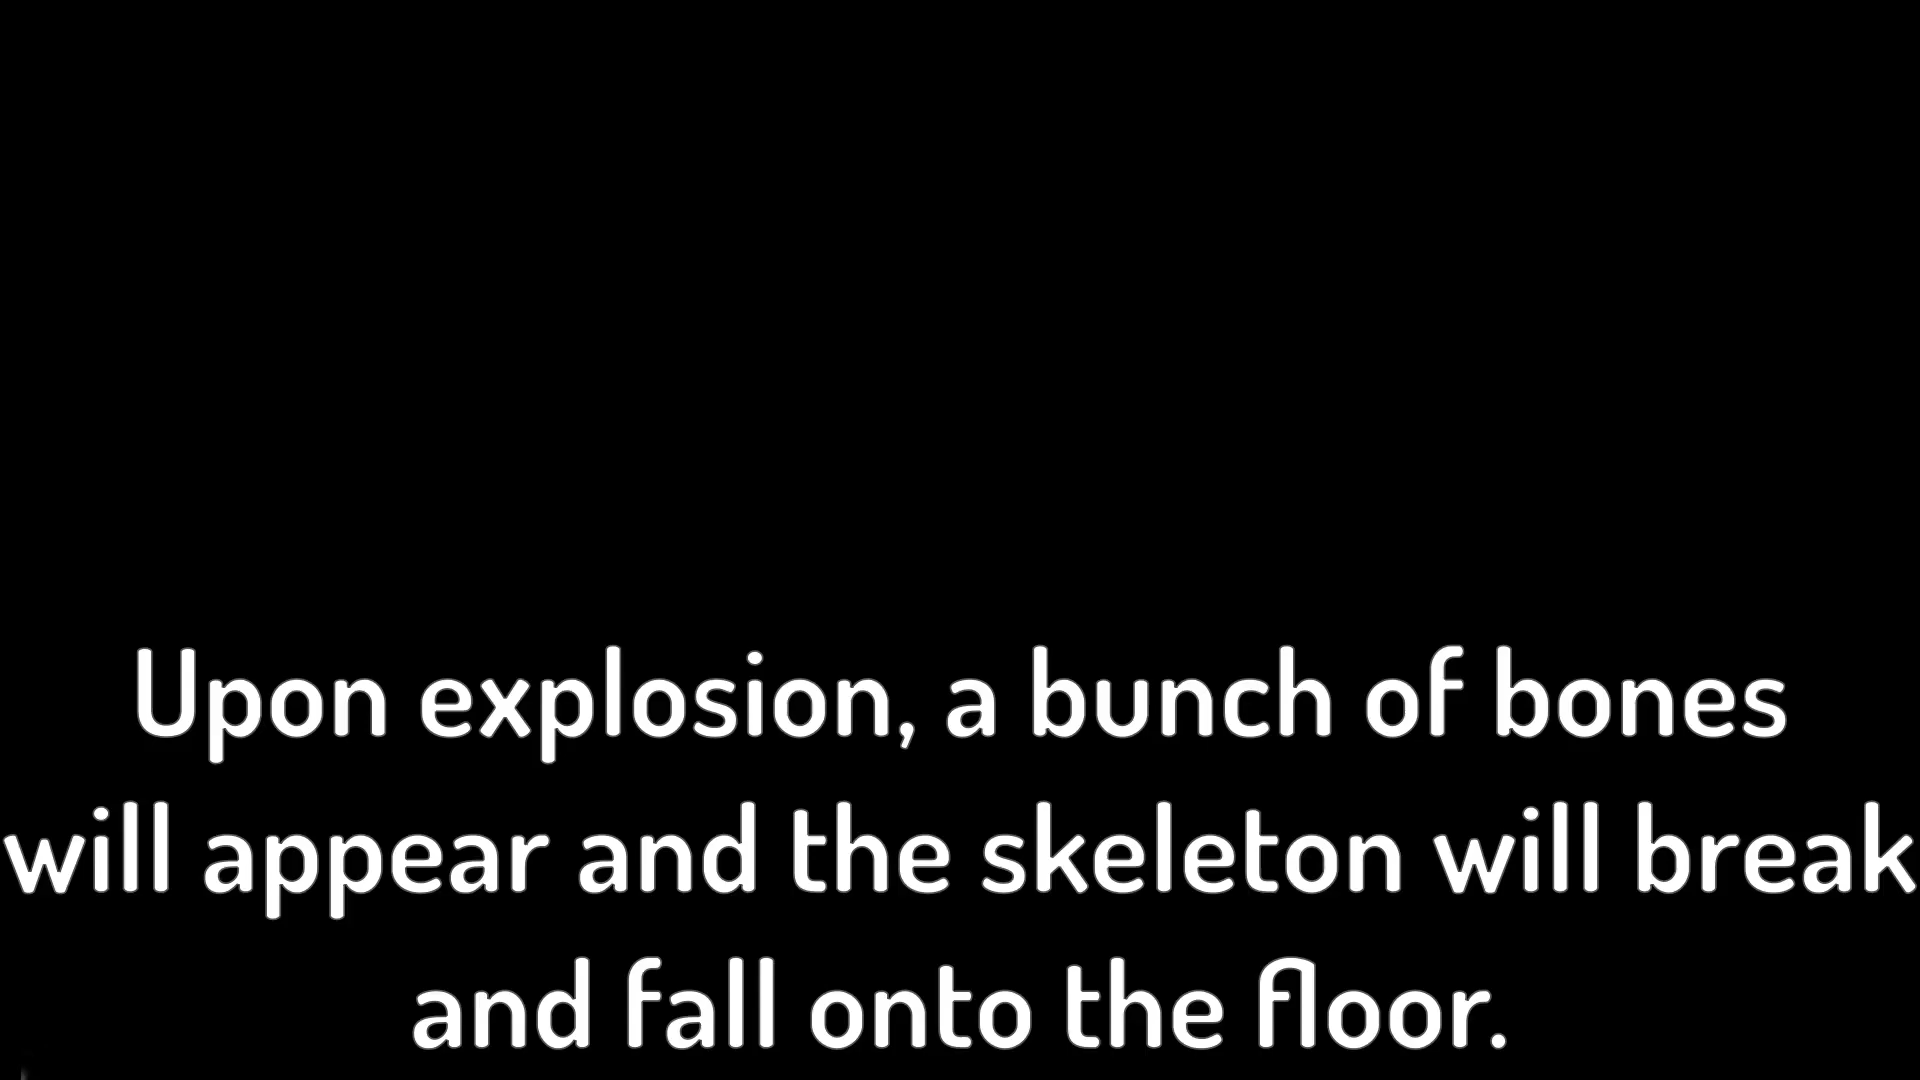 Upon explosion, a bunch of bones
will appear and the skeleton will break
and fall onto the floor.